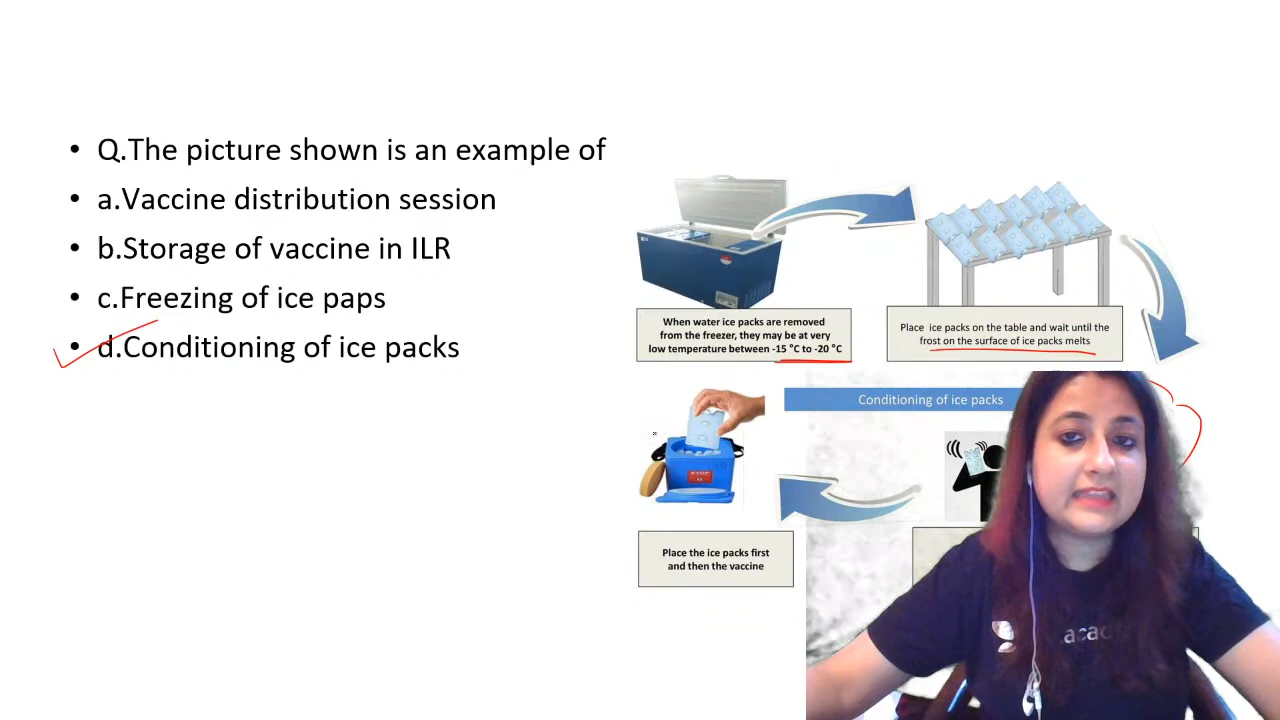 • Q.The picture shown is an example of
• a.Vaccine distribution session
• b.Storage of vaccine in ILR
• c.Freezing of ice paps
• d.Conditioning of ice packs
When water ice packs are removed
from the freezer, they may be at very
low temperature between -15 °C to -20 °C
Place ice packs on the table and wait until the
frost on the surface of ice packs melts
Conditioning of ice packs
Place the ice packs first
and then the vaccine